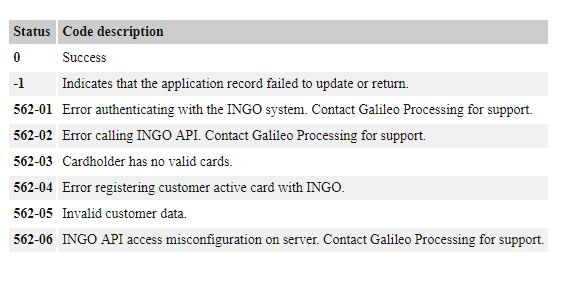 Status Code description
0 Success
-1 Indicates that the application record failed to update or return.
562-01 Error authenticating with the INGO system. Contact Galileo Processing for support.
562-02 Error calling INGO API. Contact Galileo Processing for support.
562-03 Cardholder has no valid cards.
562-04 Error registering customer active card with INGO.
562-05 Invalid customer data.
562-06 INGO API access misconfiguration on server. Contact Galileo Processing for support.